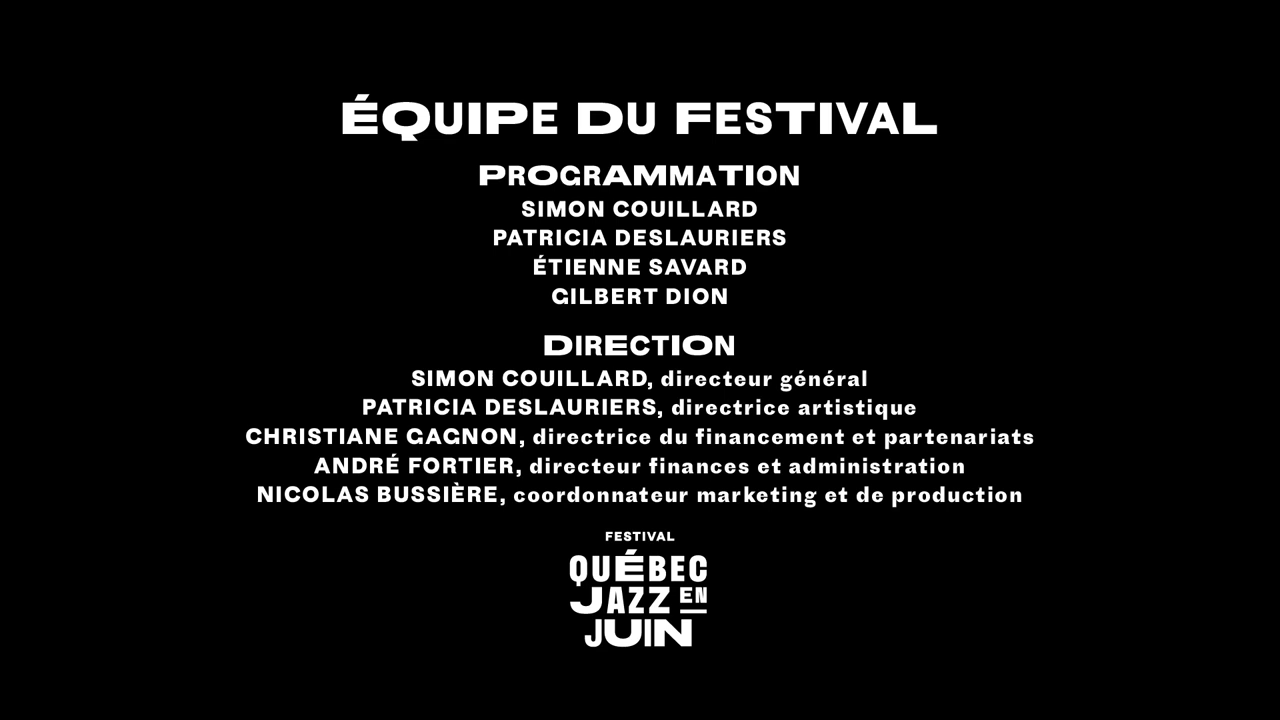 ÉQUIPE DU FESTIVAL
PROGRAMMATION
SIMON COUILLARD
PATRICIA DESLAURIERS
ÉTIENNE SAVARD
GILBERT DION
DIRECTION
SIMON COUILLARD, directeur général
PATRICIA DESLAURIERS, directrice artistique
CHRISTIANE GAGNON, directrice du financement et partenariats
ANDRÉ FORTIER, directeur finances et administration
NICOLAS BUSSIÈRE, coordonnateur marketing et de production
FESTIVAL
QUÉBEC
JAZZ EN
JUIN